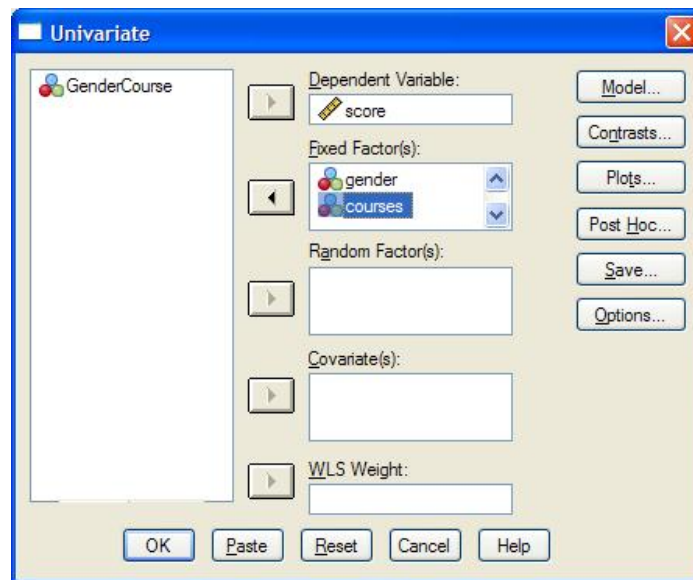 Univariate
GenderCourse
Dependent Variable:
score
Fixed Factor(s):
gender
courses
Random Factor(s):
Covariate(s):
WLS Weight:
Model...
Contrasts...
Plots...
Post Hoc...
Save...
Options...
OK
Paste
Reset
Cancel
Help